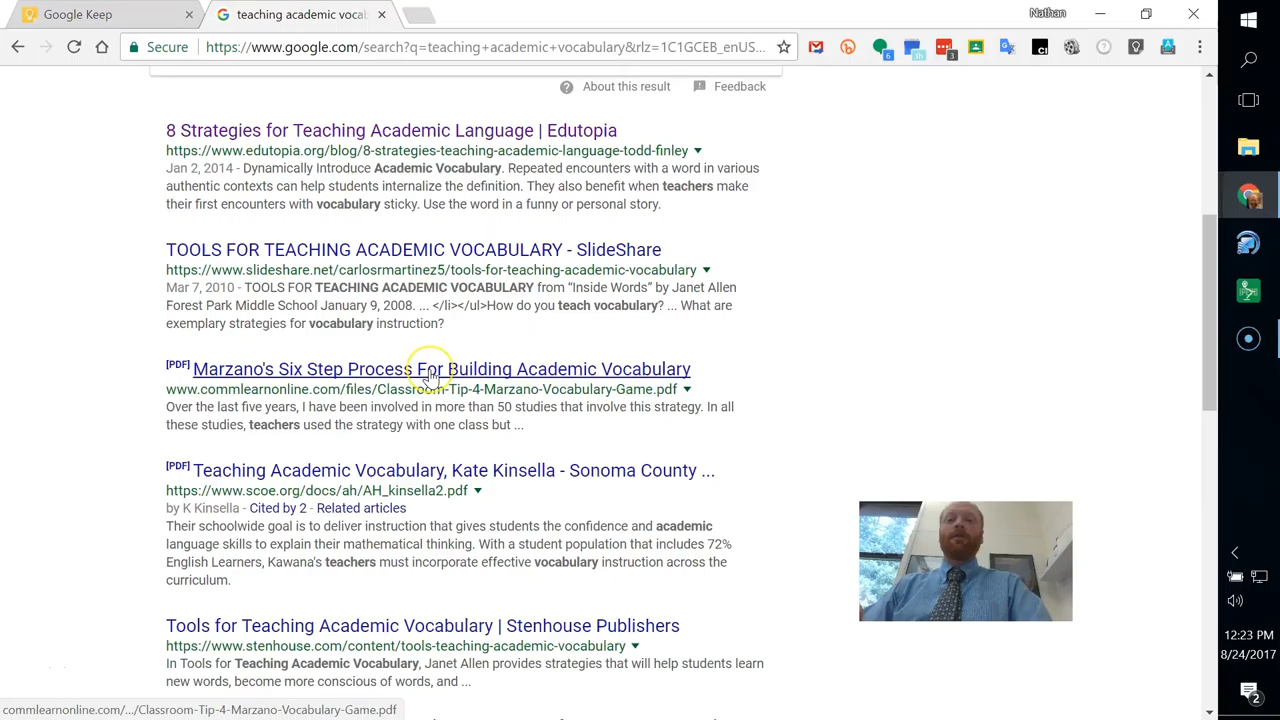 Google Keep
teaching academic vocab
Nathan
Secure
https://www.google.com/search?q=teaching+academic+vocabulary&rlz=1C1GCEB_enUS...
6
1h
3
CI
About this result
Feedback
8 Strategies for Teaching Academic Language | Edutopia
https://www.edutopia.org/blog/8-strategies-teaching-academic-language-todd-finley
Jan 2, 2014 - Dynamically Introduce Academic Vocabulary. Repeated encounters with a word in various
authentic contexts can help students internalize the definition. They also benefit when teachers make
their first encounters with vocabulary sticky. Use the word in a funny or personal story.
TOOLS FOR TEACHING ACADEMIC VOCABULARY - SlideShare
https://www.slideshare.net/carlosrmartinez5/tools-for-teaching-academic-vocabulary
Mar 7, 2010 - TOOLS FOR TEACHING ACADEMIC VOCABULARY from “Inside Words” by Janet Allen
Forest Park Middle School January 9, 2008. ... </li></ul>How do you teach vocabulary? ... What are
exemplary strategies for vocabulary instruction?
[PDF] Marzano's Six Step Process For Building Academic Vocabulary
www.commlearnonline.com/files/Classroom-Tip-4-Marzano-Vocabulary-Game.pdf
Over the last five years, I have been involved in more than 50 studies that involve this strategy. In all
these studies, teachers used the strategy with one class but ...
[PDF] Teaching Academic Vocabulary, Kate Kinsella - Sonoma County ...
https://www.scoe.org/docs/ah/AH_kinsella2.pdf
by K Kinsella - Cited by 2 - Related articles
Their schoolwide goal is to deliver instruction that gives students the confidence and academic
language skills to explain their mathematical thinking. With a student population that includes 72%
English Learners, Kawana's teachers must incorporate effective vocabulary instruction across the
curriculum.
Tools for Teaching Academic Vocabulary | Stenhouse Publishers
https://www.stenhouse.com/content/tools-teaching-academic-vocabulary
In Tools for Teaching Academic Vocabulary, Janet Allen provides strategies that will help students learn
new words, become more conscious of words, and ...
commlearnonline.com/.../Classroom-Tip-4-Marzano-Vocabulary-Game.pdf
12:23 PM
8/24/2017
2